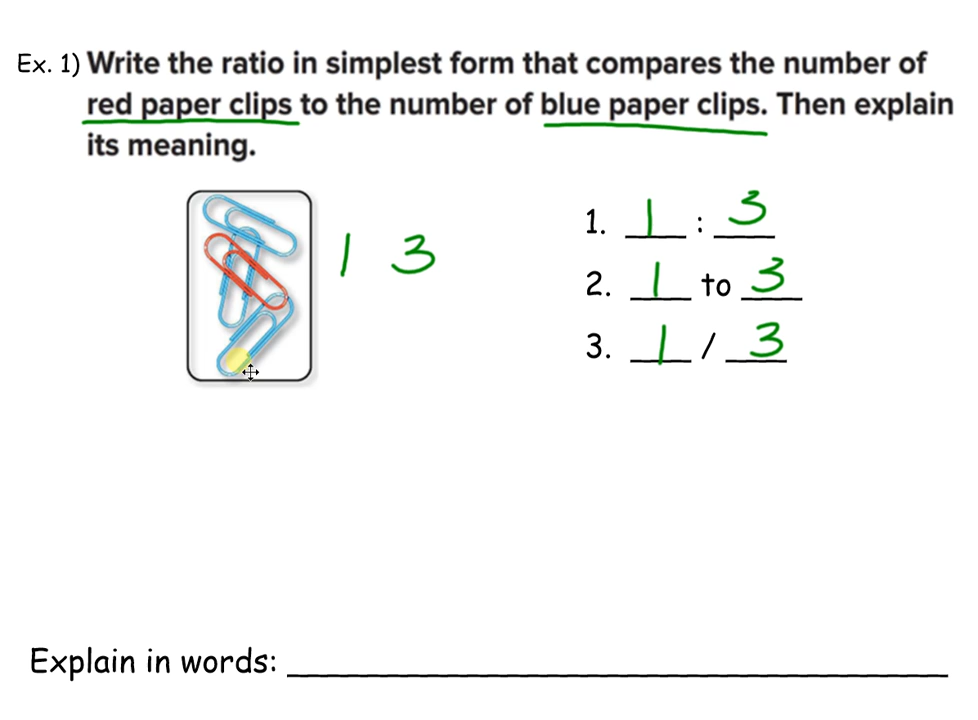 Ex. 1) Write the ratio in simplest form that compares the number of
red paper clips to the number of blue paper clips. Then explain
its meaning.
1 3
1. 1 : 3
2. 1 to 3
3. 1 / 3
Explain in words: